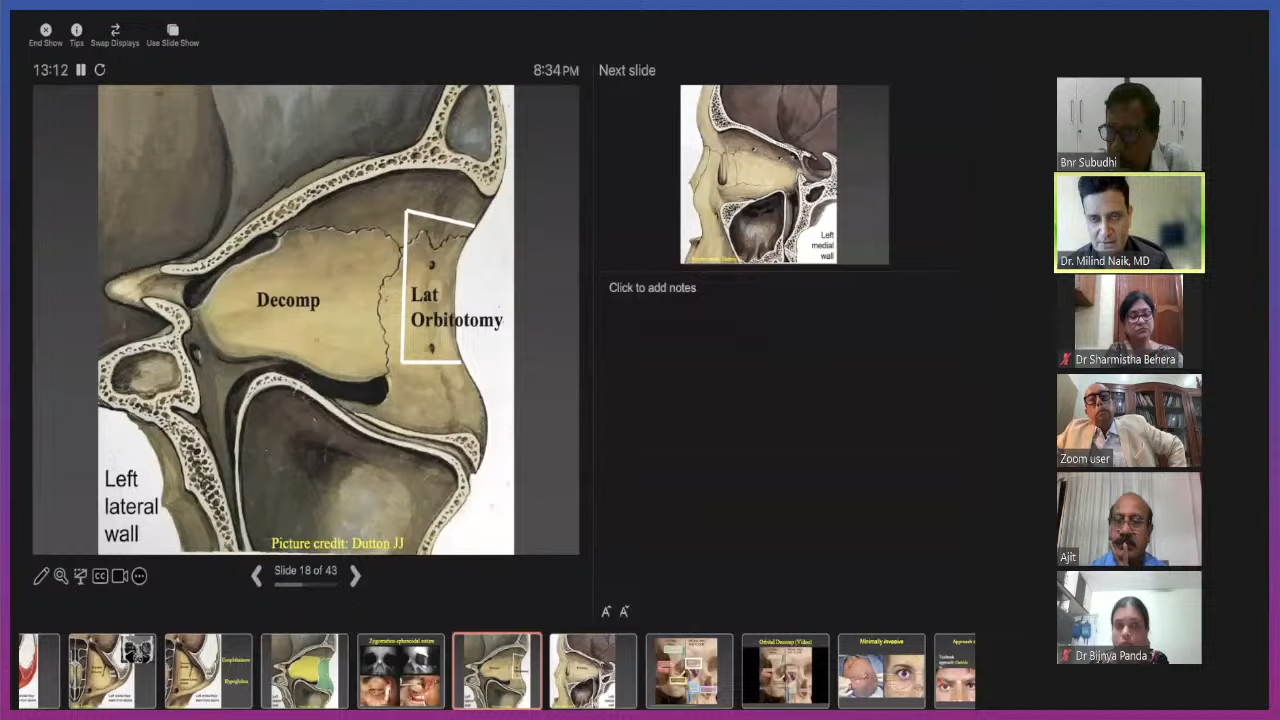 End Show
Tips
Swap Displays
Use Slide Show
13:12
8:34 PM
Next slide
Decomp
Lat
Orbitotomy
Left
lateral
wall
Picture credit: Dutton JJ
Left
medial
wall
Click to add notes
Slide 18 of 43
CC
Bnr Subudhi
Dr. Milind Naik, MD
Dr Sharmistha Behera
Zoom user
Ajit
Dr Bijnya Panda
Zygomatico-sphenoidal suture
Orbital Decomp (Video)
Minimally invasive